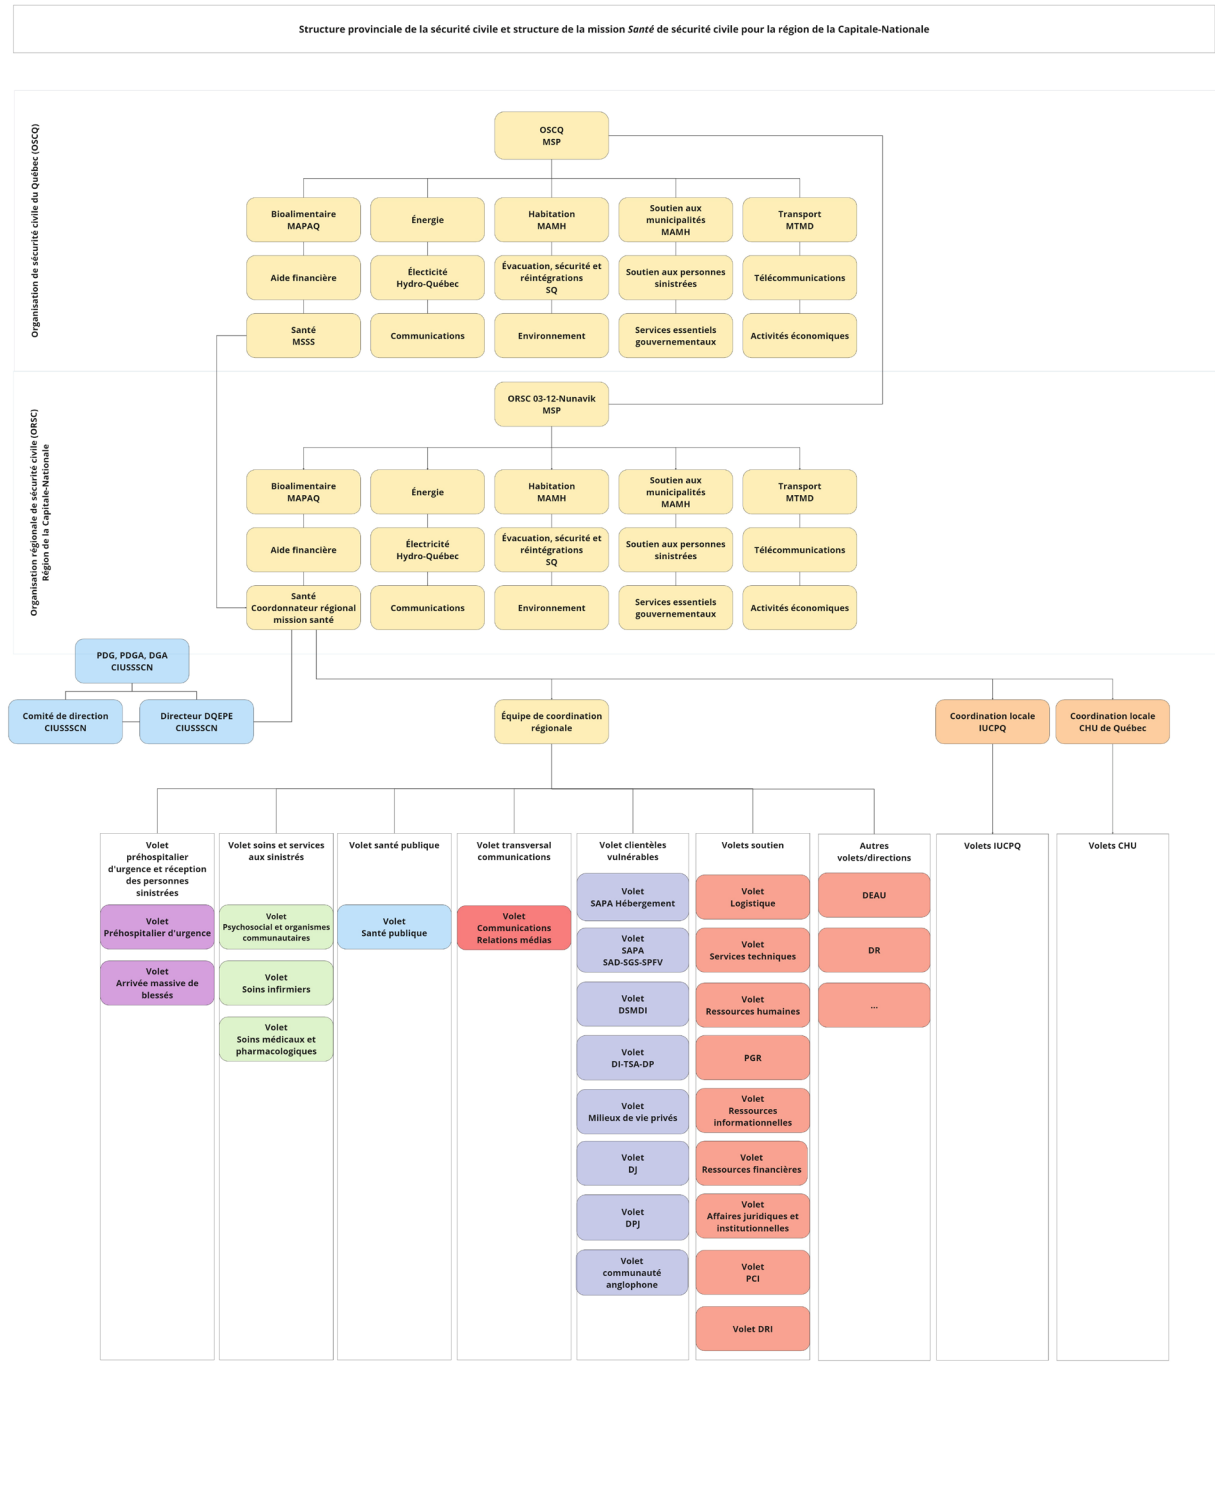 Structure provinciale de la sécurité civile et structure de la mission Santé de sécurité civile pour la région de la Capitale-Nationale
Organisation de sécurité civile du Québec (OSCQ)
OSCQ
MSP
Bioalimentaire
MAPAQ
Énergie
Habitation
MAMH
Soutien aux
municipalités
MAMH
Transport
MTMD
Aide financière
Électicité
Hydro-Québec
Évacuation, sécurité et
réintégrations
SQ
Soutien aux personnes
sinistrées
Télécommunications
Santé
MSSS
Communications
Environnement
Services essentiels
gouvernementaux
Activités économiques
Organisation régionale de sécurité civile (ORSC)
Région de la Capitale-Nationale
ORSC 03-12-Nunavik
MSP
Bioalimentaire
MAPAQ
Énergie
Habitation
MAMH
Soutien aux
municipalités
MAMH
Transport
MTMD
Aide financière
Électricité
Hydro-Québec
Évacuation, sécurité et
réintégrations
SQ
Soutien aux personnes
sinistrées
Télécommunications
Santé
Coordonnateur régional
mission santé
Communications
Environnement
Services essentiels
gouvernementaux
Activités économiques
PDG, PDGA, DGA
CIUSSSCN
Comité de direction
CIUSSSCN
Directeur DQEPE
CIUSSSCN
Équipe de coordination
régionale
Coordination locale
IUCPQ
Coordination locale
CHU de Québec
Volet
préhospitalier
d'urgence et réception
des personnes
sinistrées
Volet
Préhospitalier d'urgence
Volet
Arrivée massive de
blessés
Volet soins et services
aux sinistrés
Volet
Psychosocial et organismes
communautaires
Volet
Soins infirmiers
Volet
Soins médicaux et
pharmacologiques
Volet santé publique
Volet
Santé publique
Volet transversal
communications
Volet
Communications
Relations médias
Volet clientèles
vulnérables
Volet
SAPA Hébergement
Volet
SAPA
SAD-SGS-SPFV
Volet
DSMDI
Volet
DI-TSA-DP
Volet
Milieux de vie privés
Volet
DJ
Volet
DPJ
Volet
communauté
anglophone
Volets soutien
Volet
Logistique
Volet
Services techniques
Volet
Ressources humaines
PGR
Volet
Ressources
informationnelles
Volet
Ressources financières
Volet
Affaires juridiques et
institutionnelles
Volet
PCI
Volet DRI
Autres
volets/directions
DEAU
DR
...
Volets IUCPQ
Volets CHU